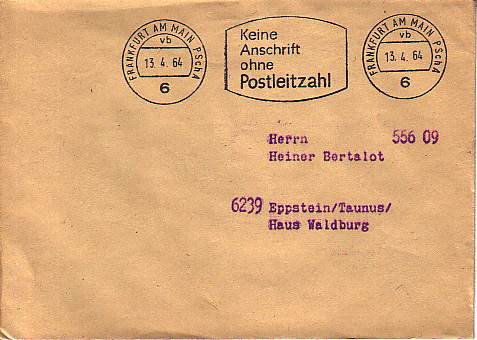 FRANKFURT AM MAIN PSchA
vb
13.4.64
6
Keine
Anschrift
ohne
Postleitzahl
FRANKFURT AM MAIN PSchA
vb
13.4.64
6
Herrn 556 09
Heiner Bertalot
6239 Eppstein/Taunus/
Haus Waldburg